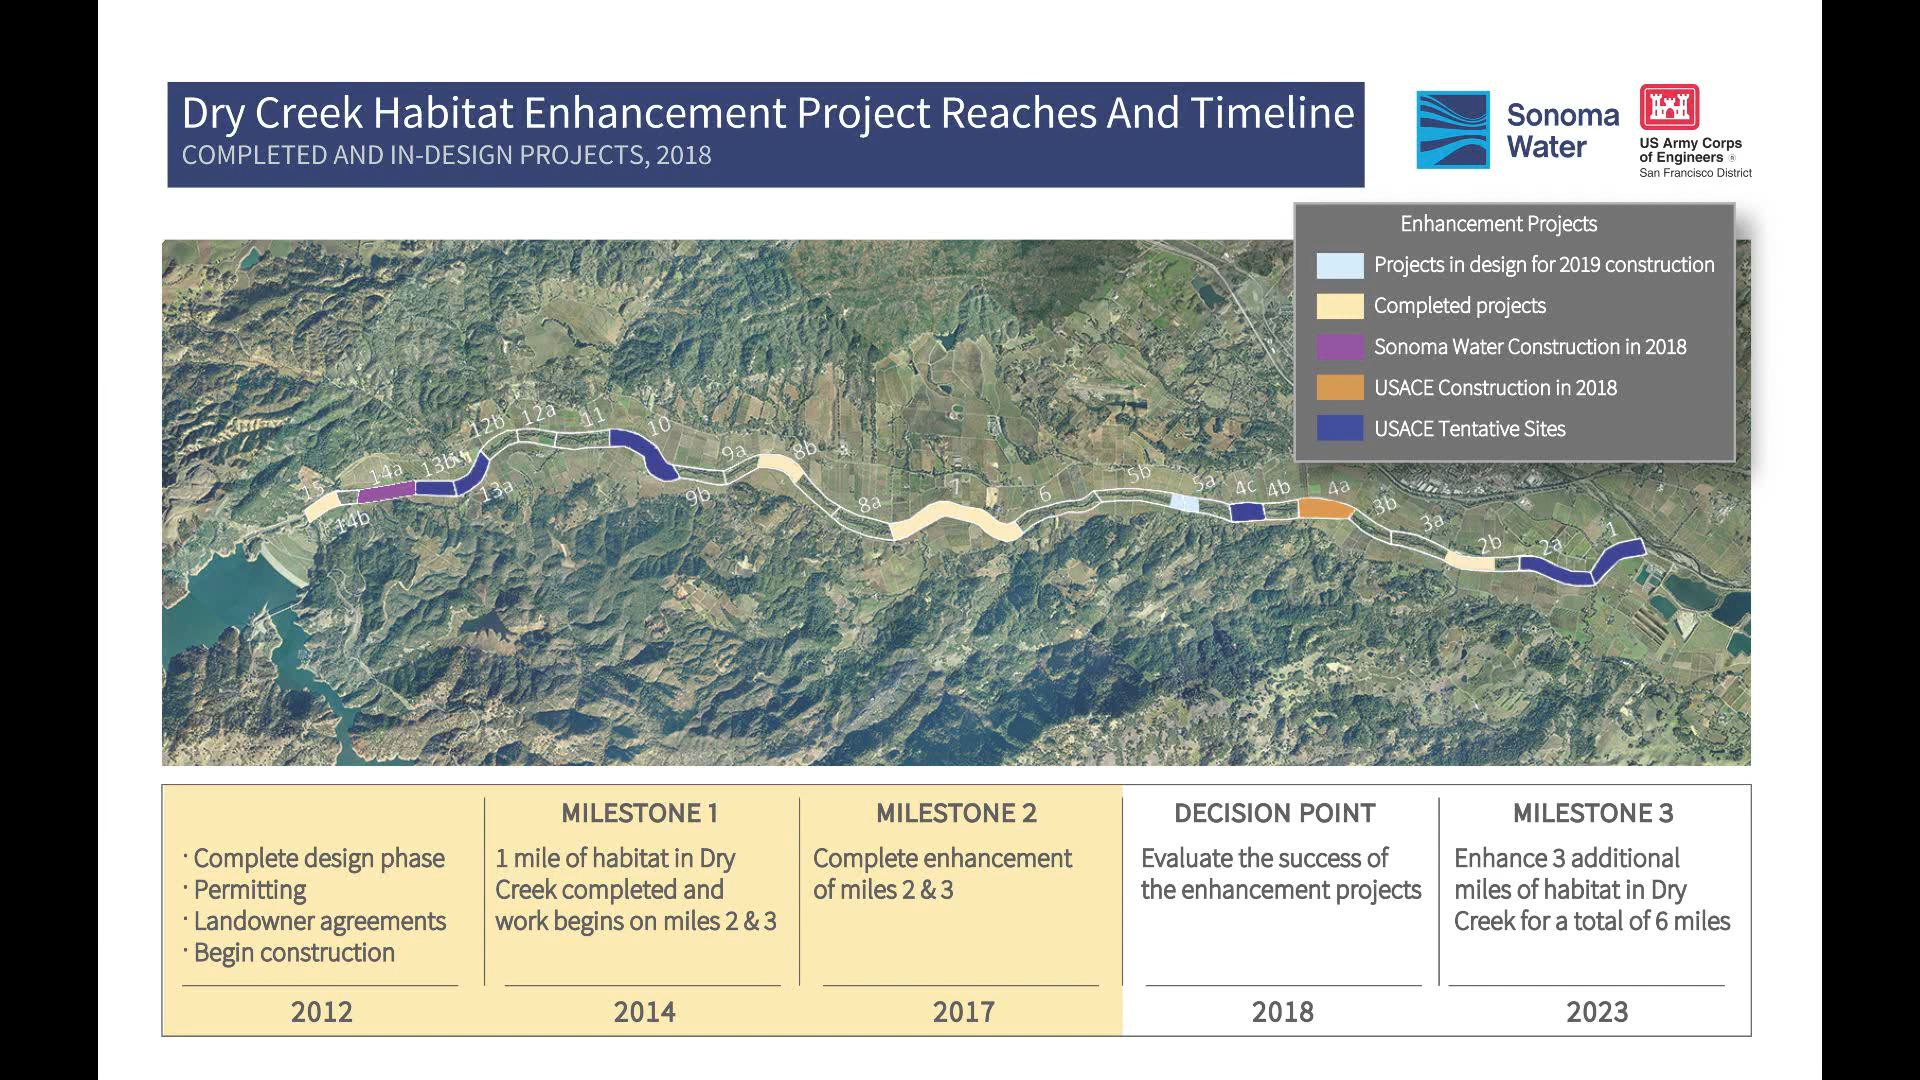 Dry Creek Habitat Enhancement Project Reaches And Timeline
COMPLETED AND IN-DESIGN PROJECTS, 2018
Sonoma
Water
US Army Corps
of Engineers ®
San Francisco District
Enhancement Projects
Projects in design for 2019 construction
Completed projects
Sonoma Water Construction in 2018
USACE Construction in 2018
USACE Tentative Sites
15
14b
14a
13b
13a
12b
12a
11
10
9b
9a
8b
8a
7
6
5b
5a
4c
4b
4a
3b
3a
2b
2a
1
· Complete design phase
· Permitting
· Landowner agreements
· Begin construction
2012
MILESTONE 1
1 mile of habitat in Dry
Creek completed and
work begins on miles 2 & 3
2014
MILESTONE 2
Complete enhancement
of miles 2 & 3
2017
DECISION POINT
Evaluate the success of
the enhancement projects
2018
MILESTONE 3
Enhance 3 additional
miles of habitat in Dry
Creek for a total of 6 miles
2023